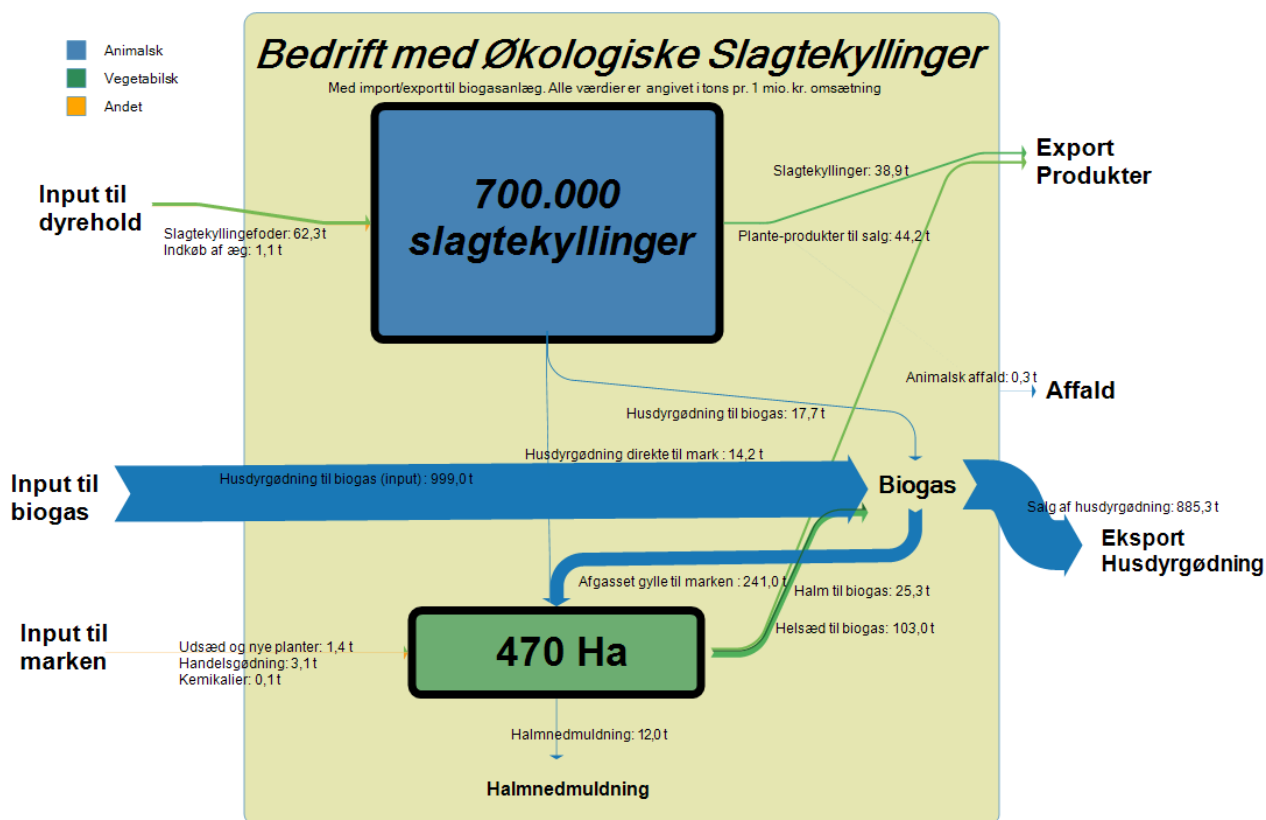 Animalsk
Vegetabilsk
Andet
Bedrift med Økologiske Slagtekyllinger
Med import/export til biogasanlæg. Alle værdier er angivet i tons pr. 1 mio. kr. omsætning
700.000
slagtekyllinger
Input til
dyrehold
Slagtekyllingefoder: 62,3 t
Indkøb af æg: 1,1 t
Slagtekyllinger: 38,9 t
Export
Produkter
Plante-produkter til salg: 44,2 t
Animalsk affald: 0,3 t
Affald
Husdyrgødning til biogas: 17,7 t
Husdyrgødning direkte til mark : 14,2 t
Input til
biogas
Husdyrgødning til biogas (input) : 999,0 t
Biogas
Salg af husdyrgødning: 885,3 t
Eksport
Husdyrgødning
Afgasset gylle til marken : 241,0 t
Halm til biogas: 25,3 t
Helsæd til biogas: 103,0 t
Input til
marken
Udsæd og nye planter: 1,4 t
Handelsgødning: 3,1 t
Kemikalier: 0,1 t
470 Ha
Halmnedmuldning: 12,0 t
Halmnedmuldning